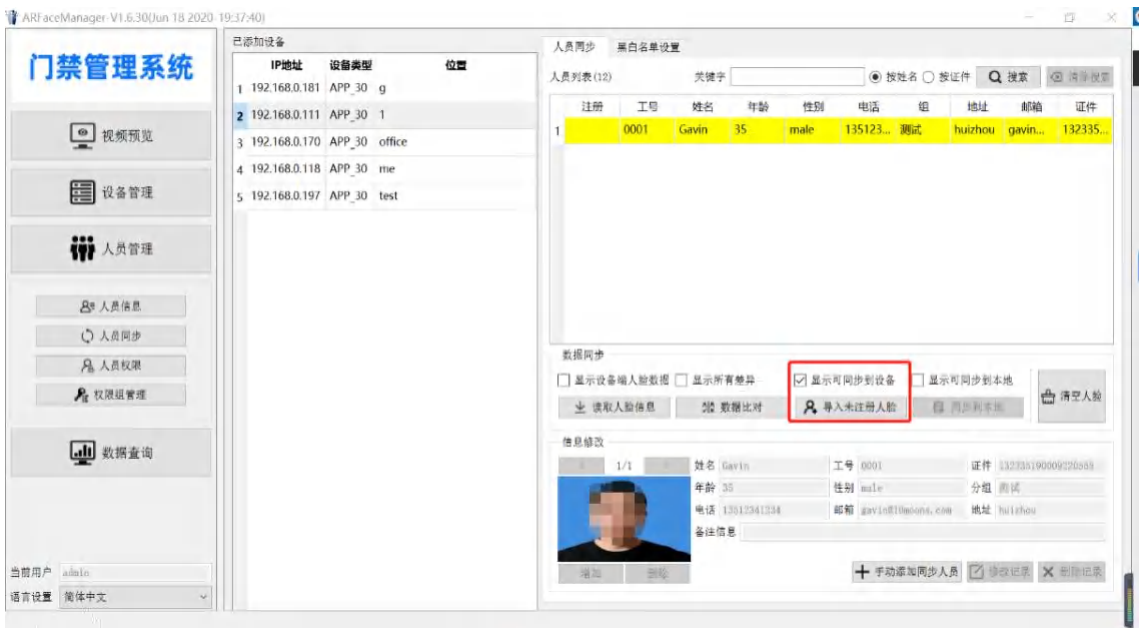 ARFaceManager-V1.6.30(Jun 18 2020-19:37:40)
门禁管理系统
视频预览
设备管理
人员管理
人员信息
人员同步
人员权限
权限组管理
数据查询
当前用户 admin
语言设置 简体中文
已添加设备
IP地址 设备类型 位置
1 192.168.0.181 APP_30 g
2 192.168.0.111 APP_30 1
3 192.168.0.170 APP_30 office
4 192.168.0.118 APP_30 me
5 192.168.0.197 APP_30 test
人员同步 黑白名单设置
人员列表(12) 关键字 按姓名 按证件 搜索 清除搜索
注册 工号 姓名 年龄 性别 电话 组 地址 邮箱 证件
1 0001 Gavin 35 male 135123... 测试 huizhou gavin... 132335...
数据同步
显示设备端人脸数据 显示所有差异 显示可同步到设备 显示可同步到本地
读取人脸信息 数据比对 导入未注册人脸 同步到本地 清空人脸
信息修改
1/1 姓名 Gavin 工号 0001 证件
年龄 35 性别 male 分组 测试
电话 13512341234 邮箱 地址 huizhou
备注信息
增加 删除 手动添加同步人员 修改记录 删除记录